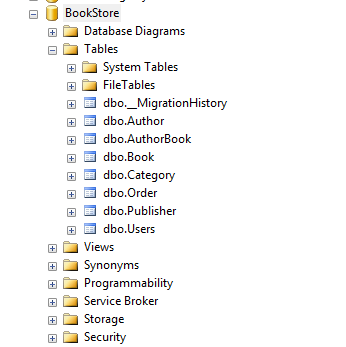 BookStore
Database Diagrams
Tables
System Tables
FileTables
dbo.__MigrationHistory
dbo.Author
dbo.AuthorBook
dbo.Book
dbo.Category
dbo.Order
dbo.Publisher
dbo.Users
Views
Synonyms
Programmability
Service Broker
Storage
Security